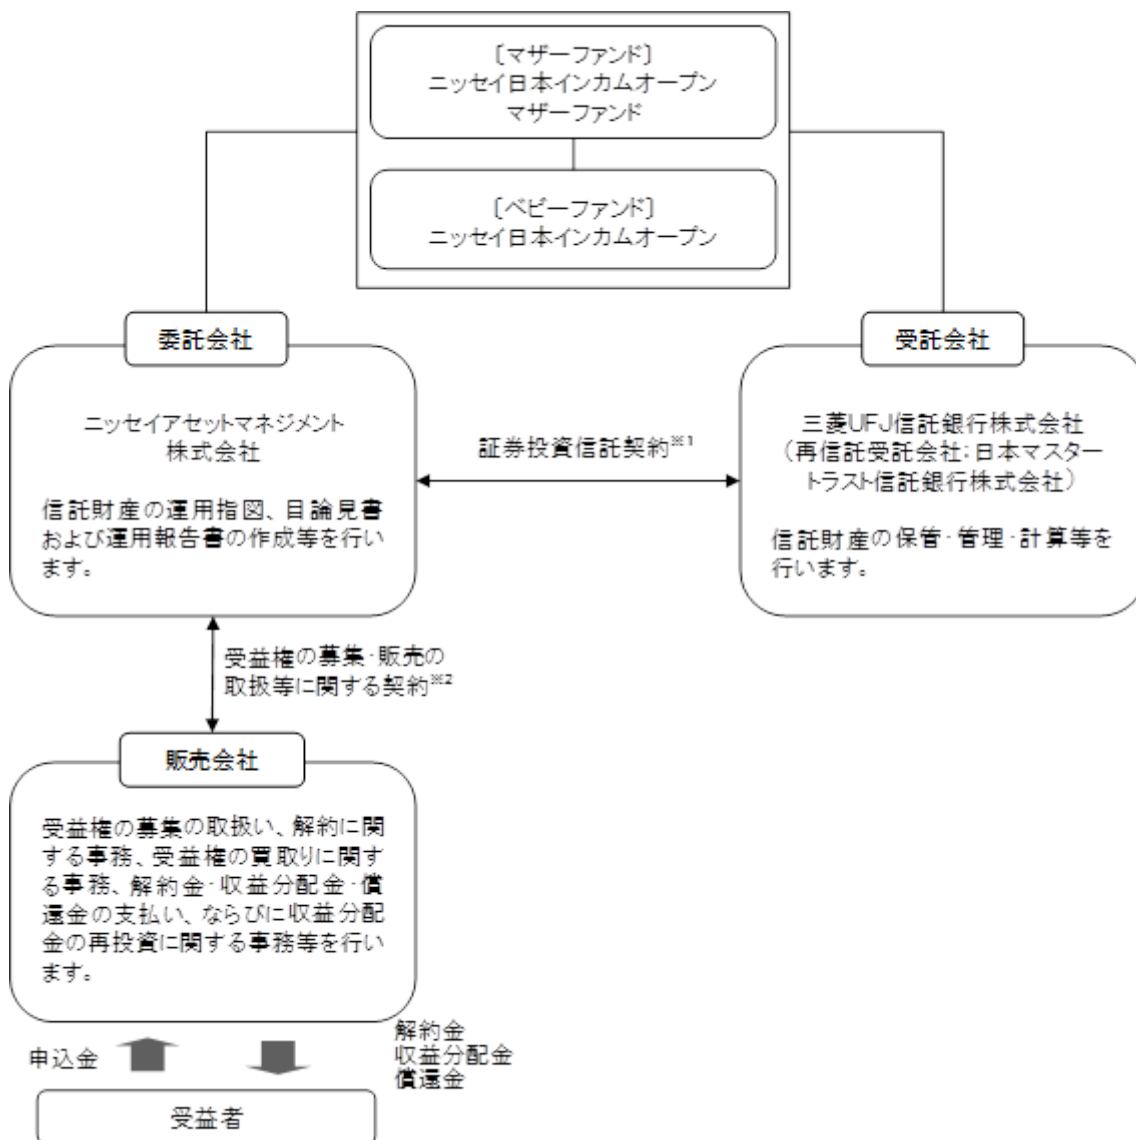 〔マザーファンド〕
ニッセイ日本インカムオープン
マザーファンド
〔ベビーファンド〕
ニッセイ日本インカムオープン
委託会社
ニッセイアセットマネジメント
株式会社
信託財産の運用指図、目論見書
および運用報告書の作成等を行い
ます。
証券投資信託契約※1
受託会社
三菱UFJ信託銀行株式会社
（再信託受託会社：日本マスター
トラスト信託銀行株式会社）
信託財産の保管・管理・計算等を
行います。
受益権の募集・販売の
取扱等に関する契約※2
販売会社
受益権の募集の取扱い、解約に関
する事務、受益権の買取りに関す
る事務、解約金・収益分配金・償
還金の支払い、ならびに収益分配
金の再投資に関する事務等を行い
ます。
申込金
解約金
収益分配金
償還金
受益者